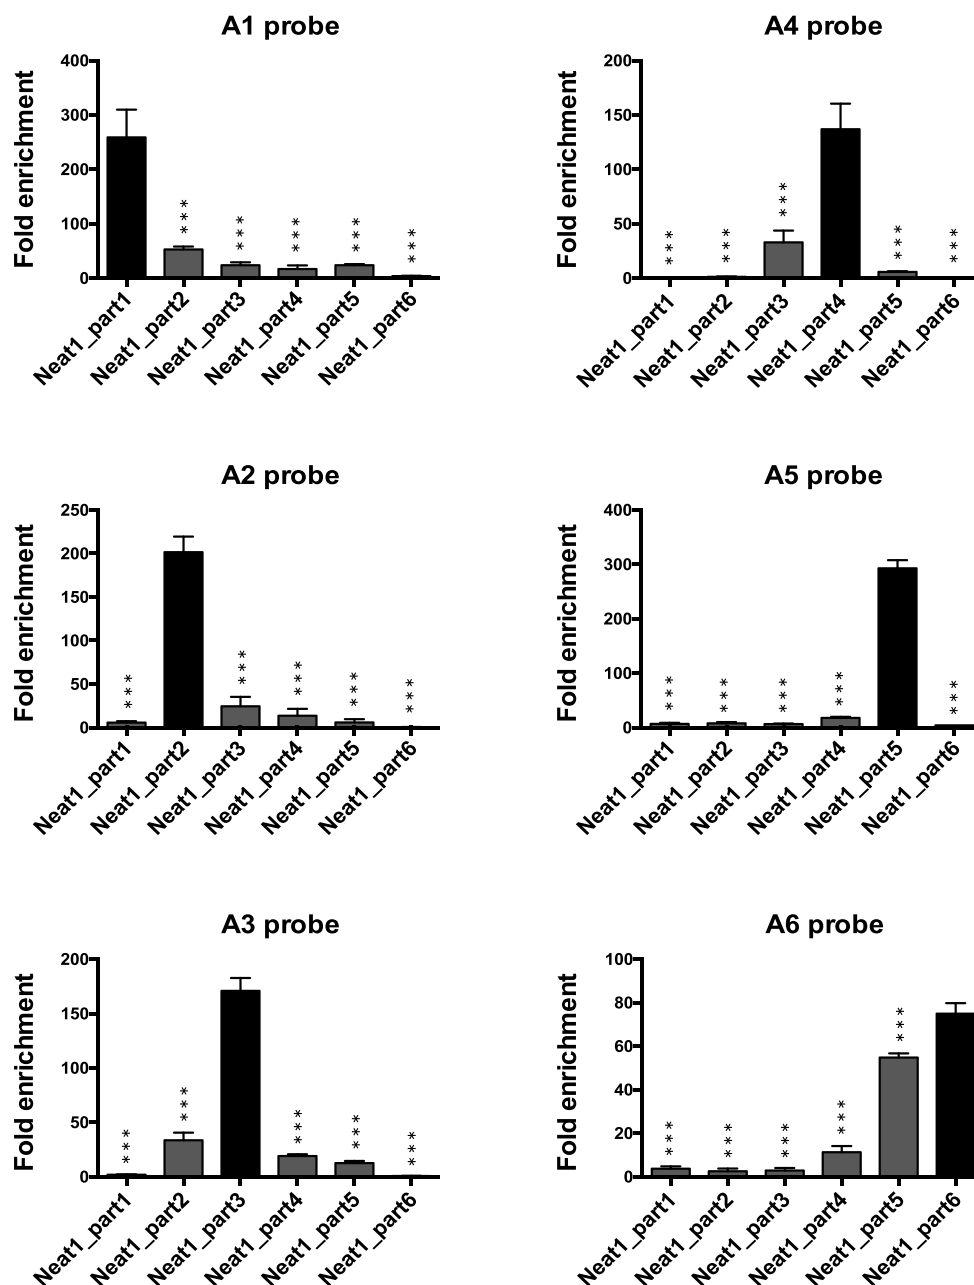 A1 probe
Fold enrichment
400
300
200
100
0
***
***
***
***
***
Neat1_part1
Neat1_part2
Neat1_part3
Neat1_part4
Neat1_part5
Neat1_part6
A4 probe
Fold enrichment
200
150
100
50
0
***
***
***
***
***
Neat1_part1
Neat1_part2
Neat1_part3
Neat1_part4
Neat1_part5
Neat1_part6
A2 probe
Fold enrichment
250
200
150
100
50
0
***
***
***
***
***
Neat1_part1
Neat1_part2
Neat1_part3
Neat1_part4
Neat1_part5
Neat1_part6
A5 probe
Fold enrichment
400
300
200
100
0
***
***
***
***
***
Neat1_part1
Neat1_part2
Neat1_part3
Neat1_part4
Neat1_part5
Neat1_part6
A3 probe
Fold enrichment
200
150
100
50
0
***
***
***
***
***
Neat1_part1
Neat1_part2
Neat1_part3
Neat1_part4
Neat1_part5
Neat1_part6
A6 probe
Fold enrichment
100
80
60
40
20
0
***
***
***
***
***
Neat1_part1
Neat1_part2
Neat1_part3
Neat1_part4
Neat1_part5
Neat1_part6